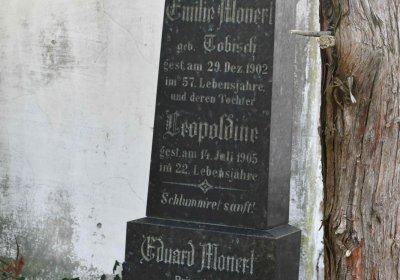 Emilie Monert
geb. Tobisch
gest. am 29. Dez. 1902
im 57. Lebensjahre,
und deren Tochter
Leopoldine
gest. am 14. Juli 1905
im 22. Lebensjahre
Schlummret sanft!
Eduard Monert